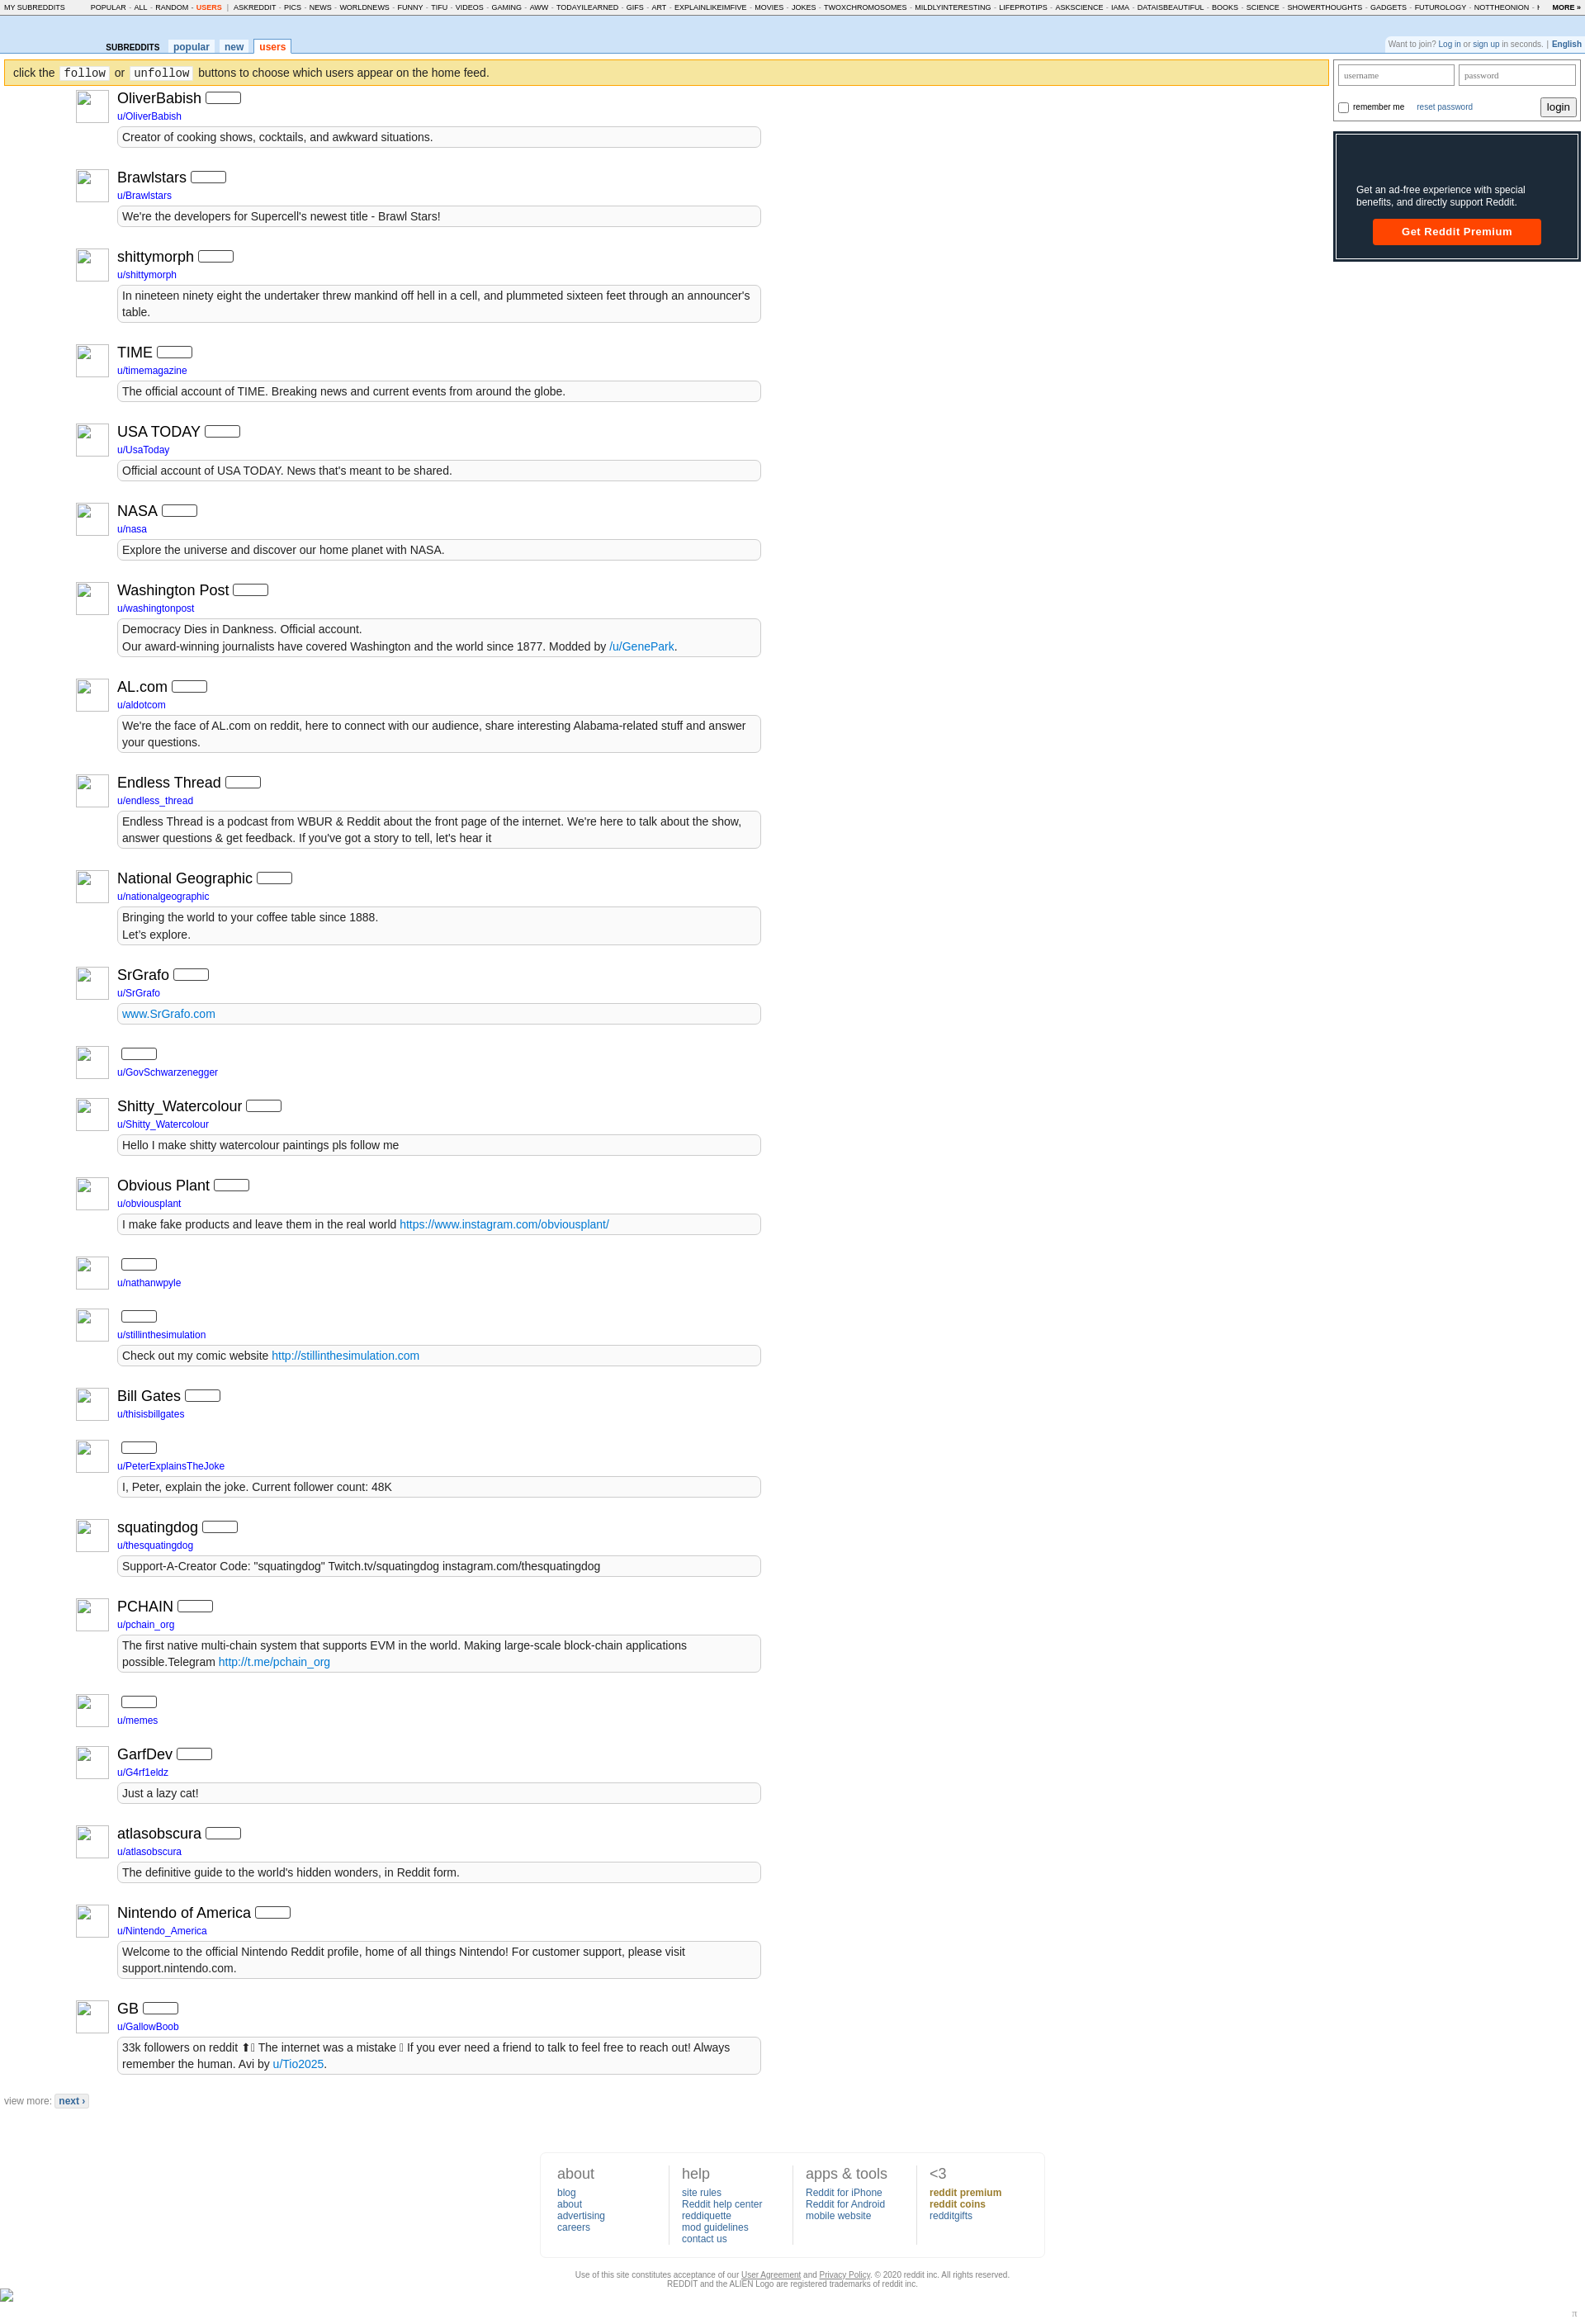 MY SUBREDDITS POPULAR - ALL - RANDOM - USERS | ASKREDDIT - PICS - NEWS - WORLDNEWS - FUNNY - TIFU - VIDEOS - GAMING - AWW - TODAYILEARNED - GIFS - ART - EXPLAINLIKEIMFIVE - MOVIES - JOKES - TWOXCHROMOSOMES - MILDLYINTERESTING - LIFEPROTIPS - ASKSCIENCE - IAMA - DATAISBEAUTIFUL - BOOKS - SCIENCE - SHOWERTHOUGHTS - GADGETS - FUTUROLOGY - NOTTHEONION - MORE »
SUBREDDITS popular new users
Want to join? Log in or sign up in seconds. | English
click the follow or unfollow buttons to choose which users appear on the home feed.
username password
remember me reset password login
Get an ad-free experience with special
benefits, and directly support Reddit.
Get Reddit Premium
OliverBabish
u/OliverBabish
Creator of cooking shows, cocktails, and awkward situations.
Brawlstars
u/Brawlstars
We're the developers for Supercell's newest title - Brawl Stars!
shittymorph
u/shittymorph
In nineteen ninety eight the undertaker threw mankind off hell in a cell, and plummeted sixteen feet through an announcer's
table.
TIME
u/timemagazine
The official account of TIME. Breaking news and current events from around the globe.
USA TODAY
u/UsaToday
Official account of USA TODAY. News that's meant to be shared.
NASA
u/nasa
Explore the universe and discover our home planet with NASA.
Washington Post
u/washingtonpost
Democracy Dies in Dankness. Official account.
Our award-winning journalists have covered Washington and the world since 1877. Modded by /u/GenePark.
AL.com
u/aldotcom
We're the face of AL.com on reddit, here to connect with our audience, share interesting Alabama-related stuff and answer
your questions.
Endless Thread
u/endless_thread
Endless Thread is a podcast from WBUR & Reddit about the front page of the internet. We're here to talk about the show,
answer questions & get feedback. If you've got a story to tell, let's hear it
National Geographic
u/nationalgeographic
Bringing the world to your coffee table since 1888.
Let's explore.
SrGrafo
u/SrGrafo
www.SrGrafo.com
u/GovSchwarzenegger
Shitty_Watercolour
u/Shitty_Watercolour
Hello I make shitty watercolour paintings pls follow me
Obvious Plant
u/obviousplant
I make fake products and leave them in the real world https://www.instagram.com/obviousplant/
u/nathanwpyle
u/stillinthesimulation
Check out my comic website http://stillinthesimulation.com
Bill Gates
u/thisisbillgates
u/PeterExplainsTheJoke
I, Peter, explain the joke. Current follower count: 48K
squatingdog
u/thesquatingdog
Support-A-Creator Code: "squatingdog" Twitch.tv/squatingdog instagram.com/thesquatingdog
PCHAIN
u/pchain_org
The first native multi-chain system that supports EVM in the world. Making large-scale block-chain applications
possible.Telegram http://t.me/pchain_org
u/memes
GarfDev
u/G4rf1eldz
Just a lazy cat!
atlasobscura
u/atlasobscura
The definitive guide to the world's hidden wonders, in Reddit form.
Nintendo of America
u/Nintendo_America
Welcome to the official Nintendo Reddit profile, home of all things Nintendo! For customer support, please visit
support.nintendo.com.
GB
u/GallowBoob
33k followers on reddit ⬆ The internet was a mistake If you ever need a friend to talk to feel free to reach out! Always
remember the human. Avi by u/Tio2025.
view more: next ›
about
blog
about
advertising
careers
help
site rules
Reddit help center
reddiquette
mod guidelines
contact us
apps & tools
Reddit for iPhone
Reddit for Android
mobile website
<3
reddit premium
reddit coins
redditgifts
Use of this site constitutes acceptance of our User Agreement and Privacy Policy. © 2020 reddit inc. All rights reserved.
REDDIT and the ALIEN Logo are registered trademarks of reddit inc.
π